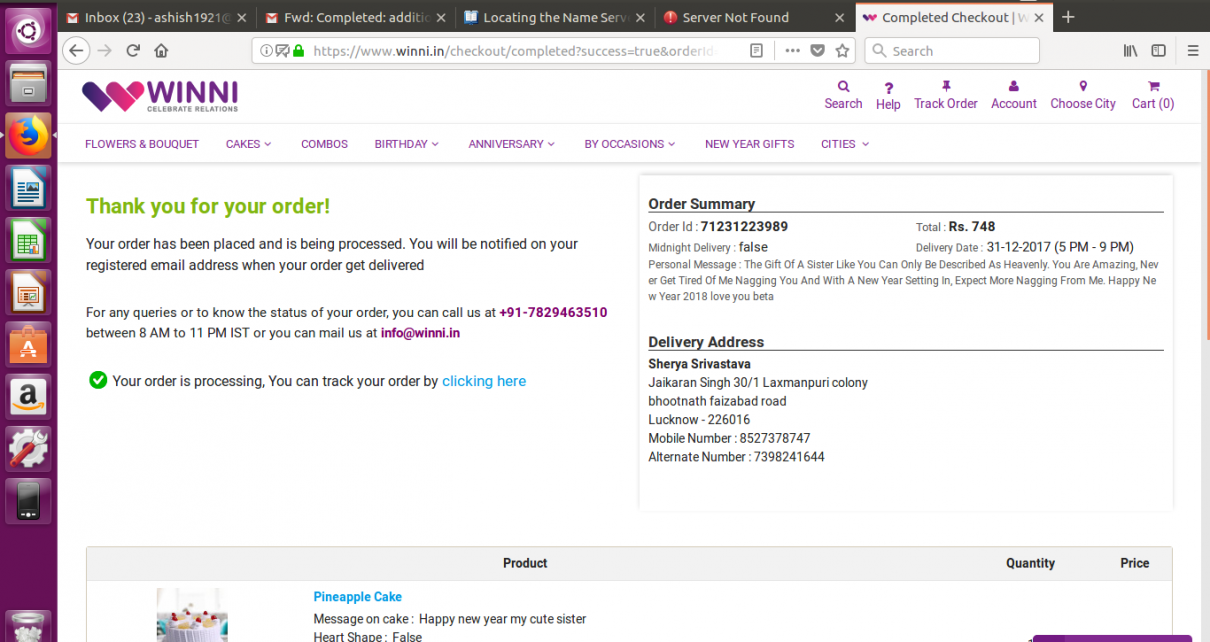 Inbox (23) - ashish1921@
Fwd: Completed: additio
Locating the Name Serv
Server Not Found
Completed Checkout | W
https://www.winni.in/checkout/completed?success=true&orderId
Search
WINNI
CELEBRATE RELATIONS
Search
Help
Track Order
Account
Choose City
Cart (0)
FLOWERS & BOUQUET
CAKES
COMBOS
BIRTHDAY
ANNIVERSARY
BY OCCASIONS
NEW YEAR GIFTS
CITIES
Thank you for your order!
Your order has been placed and is being processed. You will be notified on your
registered email address when your order get delivered
For any queries or to know the status of your order, you can call us at +91-7829463510
between 8 AM to 11 PM IST or you can mail us at info@winni.in
Your order is processing, You can track your order by clicking here
Order Summary
Order Id : 71231223989
Total : Rs. 748
Midnight Delivery : false
Delivery Date : 31-12-2017 (5 PM - 9 PM)
Personal Message : The Gift Of A Sister Like You Can Only Be Described As Heavenly. You Are Amazing, Nev
er Get Tired Of Me Nagging You And With A New Year Setting In, Expect More Nagging From Me. Happy Ne
w Year 2018 love you beta
Delivery Address
Sherya Srivastava
Jaikaran Singh 30/1 Laxmanpuri colony
bhootnath faizabad road
Lucknow - 226016
Mobile Number : 8527378747
Alternate Number : 7398241644
Product
Quantity
Price
Pineapple Cake
Message on cake : Happy new year my cute sister
Heart Shape : False